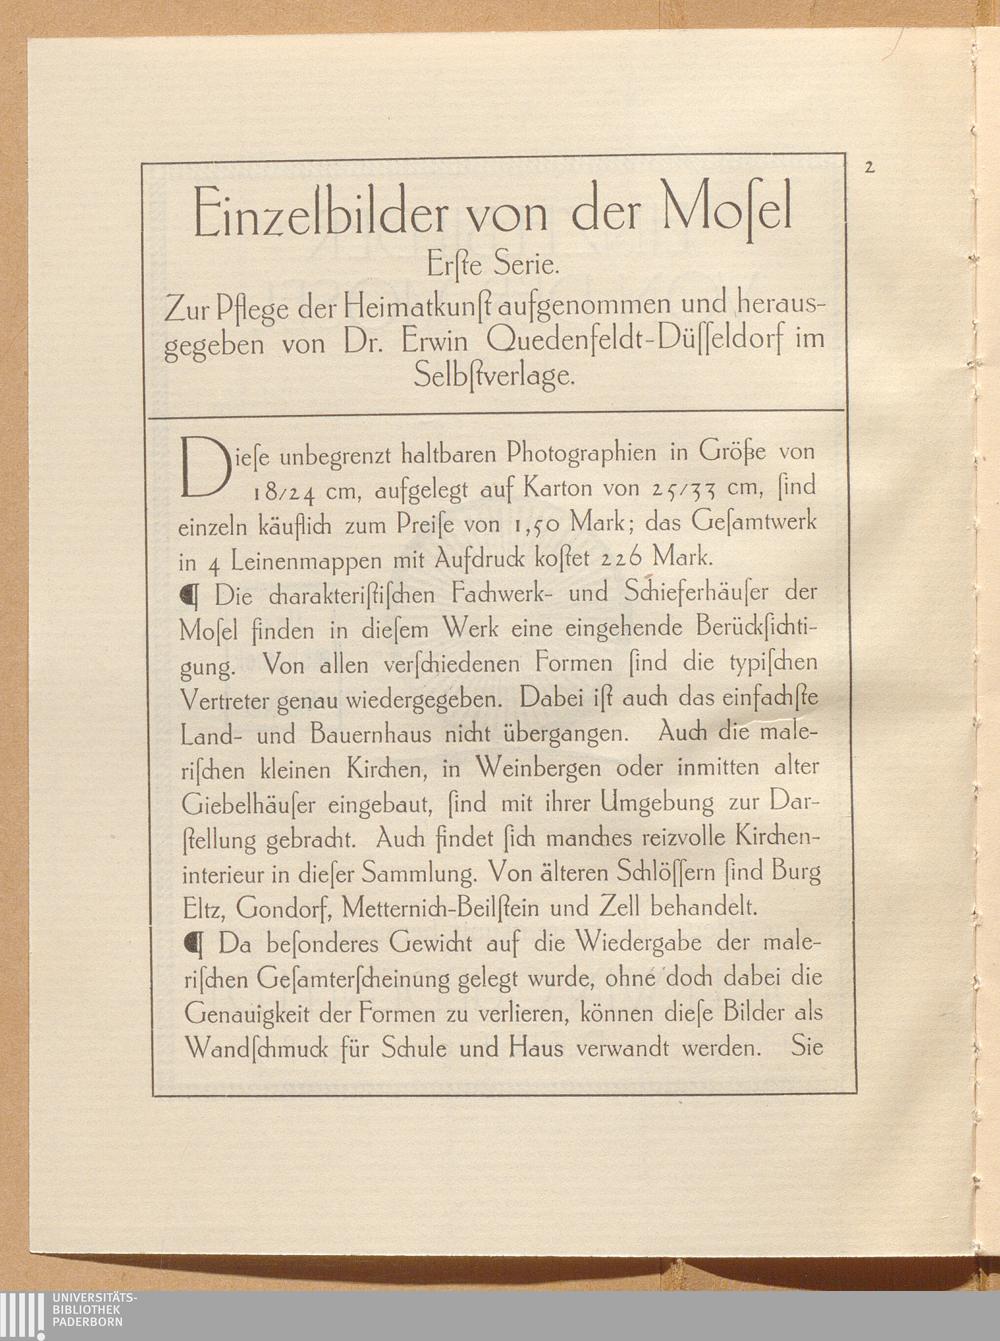 2
Einzelbilder von der Moſel
Erſte Serie.
Zur Pflege der Heimatkunſt aufgenommen und heraus-
gegeben von Dr. Erwin Quedenfeldt-Düſſeldorf im
Selbſtverlage.
Dieſe unbegrenzt haltbaren Photographien in Größe von
18/24 cm, aufgelegt auf Karton von 25/33 cm, ſind
einzeln käuflich zum Preiſe von 1,50 Mark; das Geſamtwerk
in 4 Leinenmappen mit Aufdruck koſtet 226 Mark.
¶ Die charakteriſtiſchen Fachwerk- und Schieferhäuſer der
Moſel finden in dieſem Werk eine eingehende Berückſichti-
gung. Von allen verſchiedenen Formen ſind die typiſchen
Vertreter genau wiedergegeben. Dabei iſt auch das einfachſte
Land- und Bauernhaus nicht übergangen. Auch die male-
riſchen kleinen Kirchen, in Weinbergen oder inmitten alter
Giebelhäuſer eingebaut, ſind mit ihrer Umgebung zur Dar-
ſtellung gebracht. Auch findet ſich manches reizvolle Kirchen-
interieur in dieſer Sammlung. Von älteren Schlöſſern ſind Burg
Eltz, Gondorf, Metternich-Beilſtein und Zell behandelt.
¶ Da beſonderes Gewicht auf die Wiedergabe der male-
riſchen Geſamterſcheinung gelegt wurde, ohne doch dabei die
Genauigkeit der Formen zu verlieren, können dieſe Bilder als
Wandſchmuck für Schule und Haus verwandt werden. Sie
UNIVERSITÄTS-
BIBLIOTHEK
PADERBORN